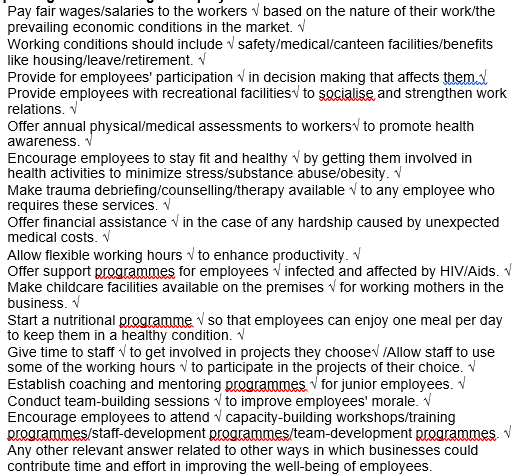 Pay fair wages/salaries to the workers √ based on the nature of their work/the
prevailing economic conditions in the market. √
Working conditions should include √ safety/medical/canteen facilities/benefits
like housing/leave/retirement. √
Provide for employees' participation √ in decision making that affects them.√
Provide employees with recreational facilities√ to socialise and strengthen work
relations. √
Offer annual physical/medical assessments to workers√ to promote health
awareness. √
Encourage employees to stay fit and healthy √ by getting them involved in
health activities to minimize stress/substance abuse/obesity. √
Make trauma debriefing/counselling/therapy available √ to any employee who
requires these services. √
Offer financial assistance √ in the case of any hardship caused by unexpected
medical costs. √
Allow flexible working hours √ to enhance productivity. √
Offer support programmes for employees √ infected and affected by HIV/Aids. √
Make childcare facilities available on the premises √ for working mothers in the
business. √
Start a nutritional programme √ so that employees can enjoy one meal per day
to keep them in a healthy condition. √
Give time to staff √ to get involved in projects they choose√ /Allow staff to use
some of the working hours √ to participate in the projects of their choice. √
Establish coaching and mentoring programmes √ for junior employees. √
Conduct team-building sessions √ to improve employees' morale. √
Encourage employees to attend √ capacity-building workshops/training
programmes/staff-development programmes/team-development programmes. √
Any other relevant answer related to other ways in which businesses could
contribute time and effort in improving the well-being of employees.